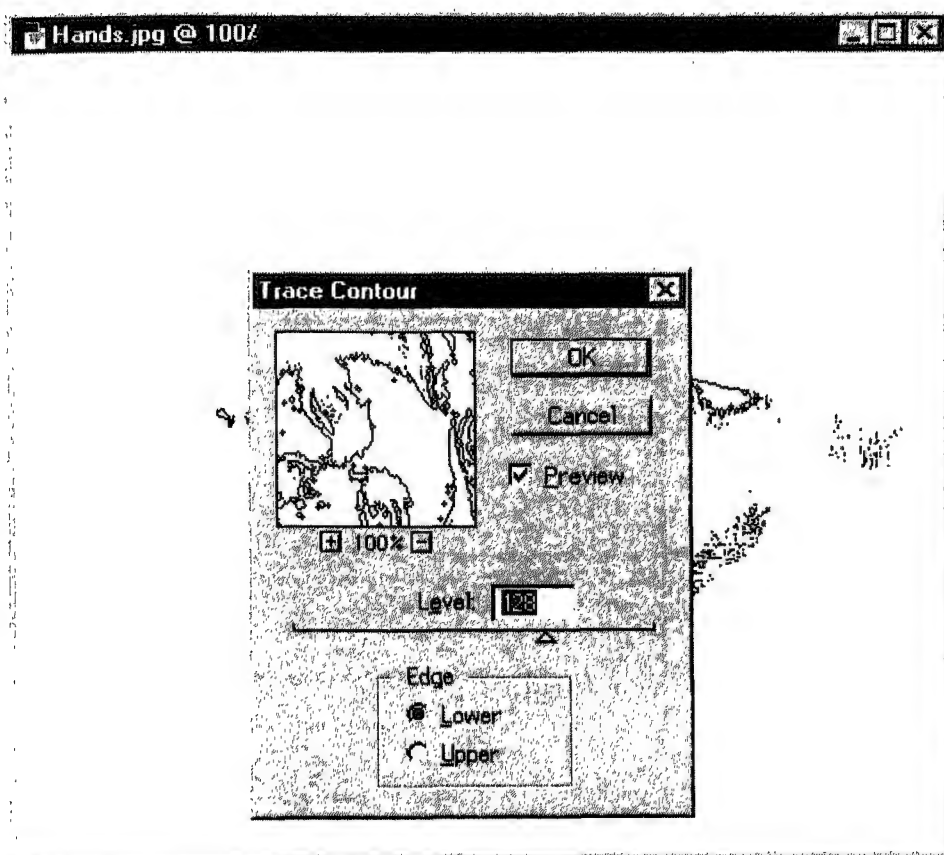 Hands.jpg @ 100%
Trace Contour
OK
Cancel
Preview
100%
Level: 128
Edge
Lower
Upper